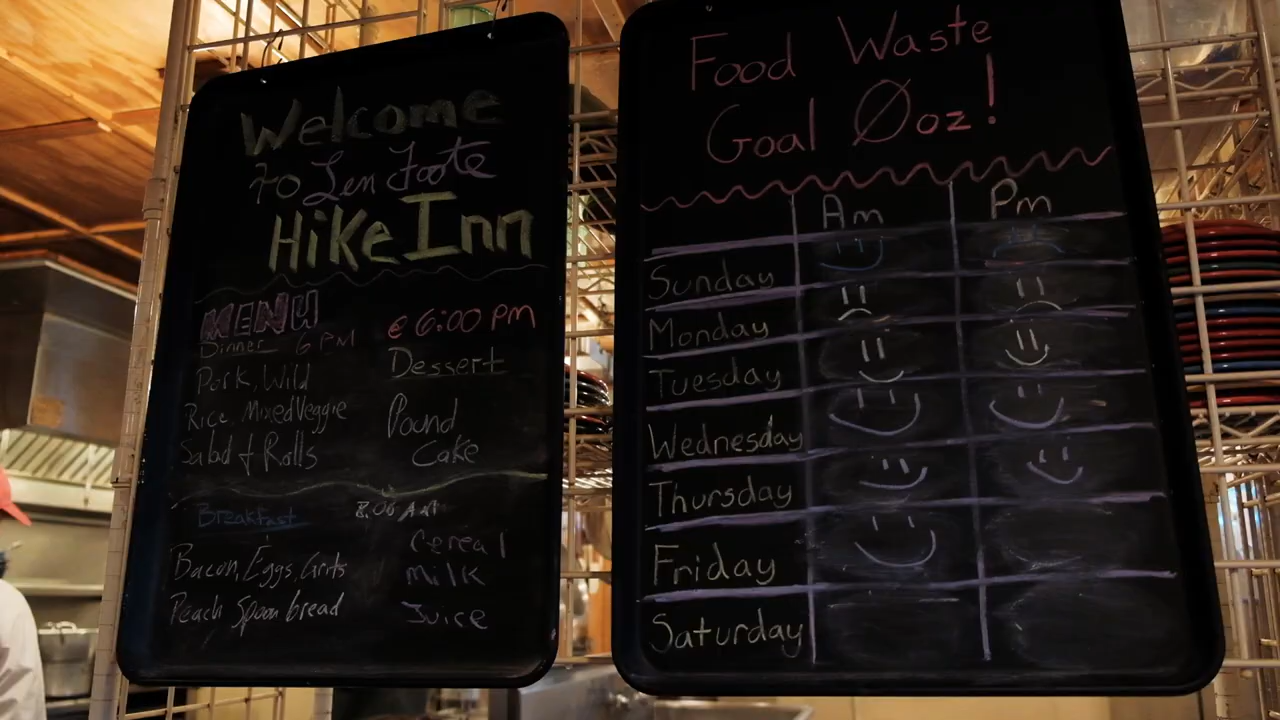 Welcome
To Len Foote
Hike Inn
MENU
@ 6:00 pm
Dinner 6 PM
Pork, Wild
Rice, Mixed Veggie
Salad & Rolls
Dessert
Pound
Cake
Breakfast 8:00 AM
Bacon, Eggs, Grits
Peach Spoon bread
Cereal
Milk
Juice
Food Waste
Goal Øoz!
Am Pm
Sunday
Monday
Tuesday
Wednesday
Thursday
Friday
Saturday